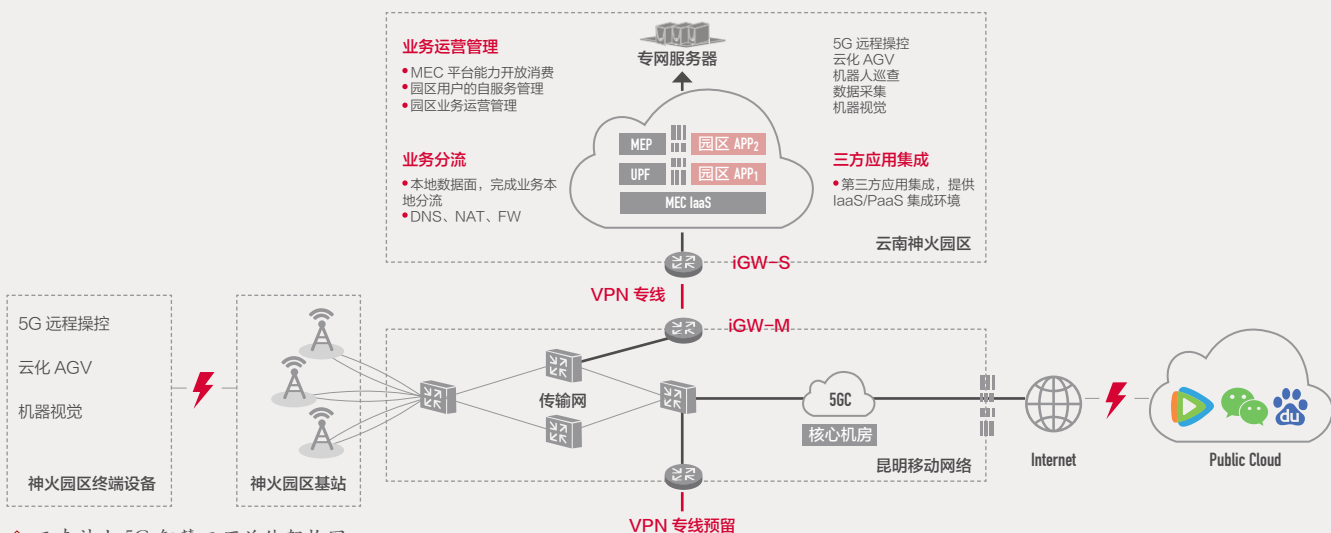 业务运营管理
•MEC 平台能力开放消费
•园区用户的自服务管理
•园区业务运营管理
业务分流
•本地数据面，完成业务本
地分流
•DNS、NAT、FW
专网服务器
MEP
园区 APP2
UPF
园区 APP1
MEC IaaS
5G 远程操控
云化 AGV
机器人巡查
数据采集
机器视觉
三方应用集成
•第三方应用集成，提供
IaaS/PaaS 集成环境
云南神火园区
iGW-S
VPN 专线
iGW-M
5G 远程操控
云化 AGV
机器视觉
神火园区终端设备
神火园区基站
传输网
5GC
核心机房
昆明移动网络
VPN 专线预留
Internet
du
Public Cloud